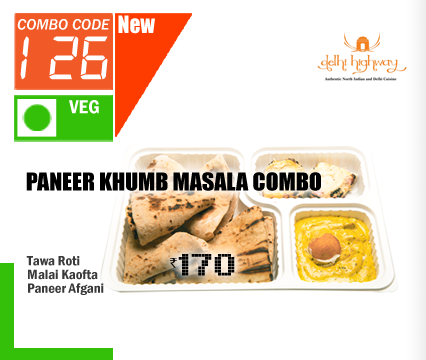 COMBO CODE
New
126
VEG
delhi highway
Authentic North Indian and Delhi Cuisine
PANEER KHUMB MASALA COMBO
Tawa Roti
Malai Kaofta
Paneer Afgani
₹170